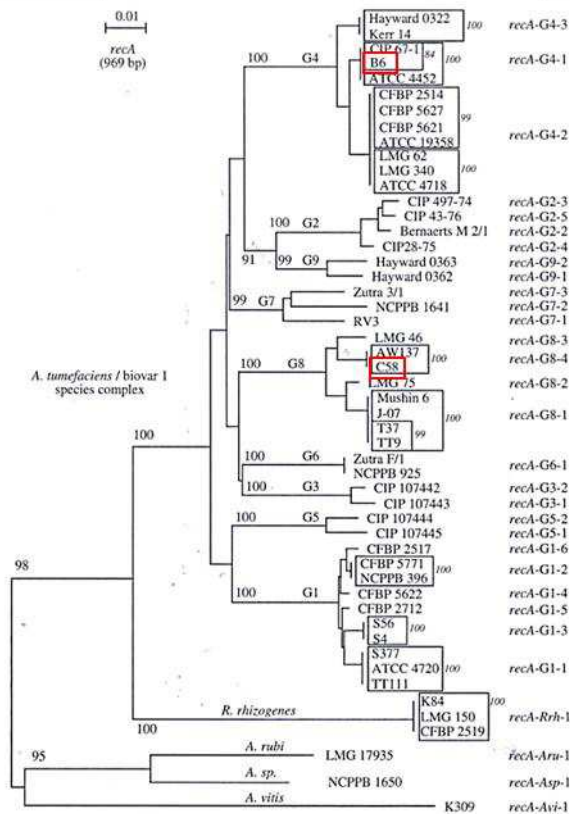 0.01
recA
(969 bp)
Hayward 0322
Kerr 14
100
recA-G4-3
CIP 67-1
84
B6
ATCC 4452
100
recA-G4-1
100
G4
CFBP 2514
CFBP 5627
CFBP 5621
ATCC 19358
99
LMG 62
LMG 340
ATCC 4718
100
recA-G4-2
CIP 497-74
recA-G2-3
CIP 43-76
recA-G2-5
100
G2
Bernaerts M 2/1
recA-G2-2
CIP28-75
recA-G2-4
91
99
G9
Hayward 0363
recA-G9-2
Hayward 0362
recA-G9-1
99
G7
Zutra 3/1
recA-G7-3
NCPPB 1641
recA-G7-2
RV3
recA-G7-1
LMG 46
recA-G8-3
AW137
C58
100
recA-G8-4
100
G8
LMG 75
recA-G8-2
Mushin 6
J-07
T37
TT9
99
100
recA-G8-1
A. tumefaciens / biovar 1
species complex
100
100
G6
Zutra F/1
NCPPB 925
recA-G6-1
100
G3
CIP 107442
recA-G3-2
CIP 107443
recA-G3-1
100
G5
CIP 107444
recA-G5-2
CIP 107445
recA-G5-1
CFBP 2517
recA-G1-6
CFBP 5771
NCPPB 396
100
recA-G1-2
100
G1
CFBP 5622
recA-G1-4
CFBP 2712
recA-G1-5
S56
S4
100
recA-G1-3
S377
ATCC 4720
TT111
100
recA-G1-1
98
100
R. rhizogenes
K84
LMG 150
CFBP 2519
100
recA-Rrh-1
95
A. rubi
LMG 17935
recA-Aru-1
A. sp.
NCPPB 1650
recA-Asp-1
A. vitis
K309
recA-Avi-1